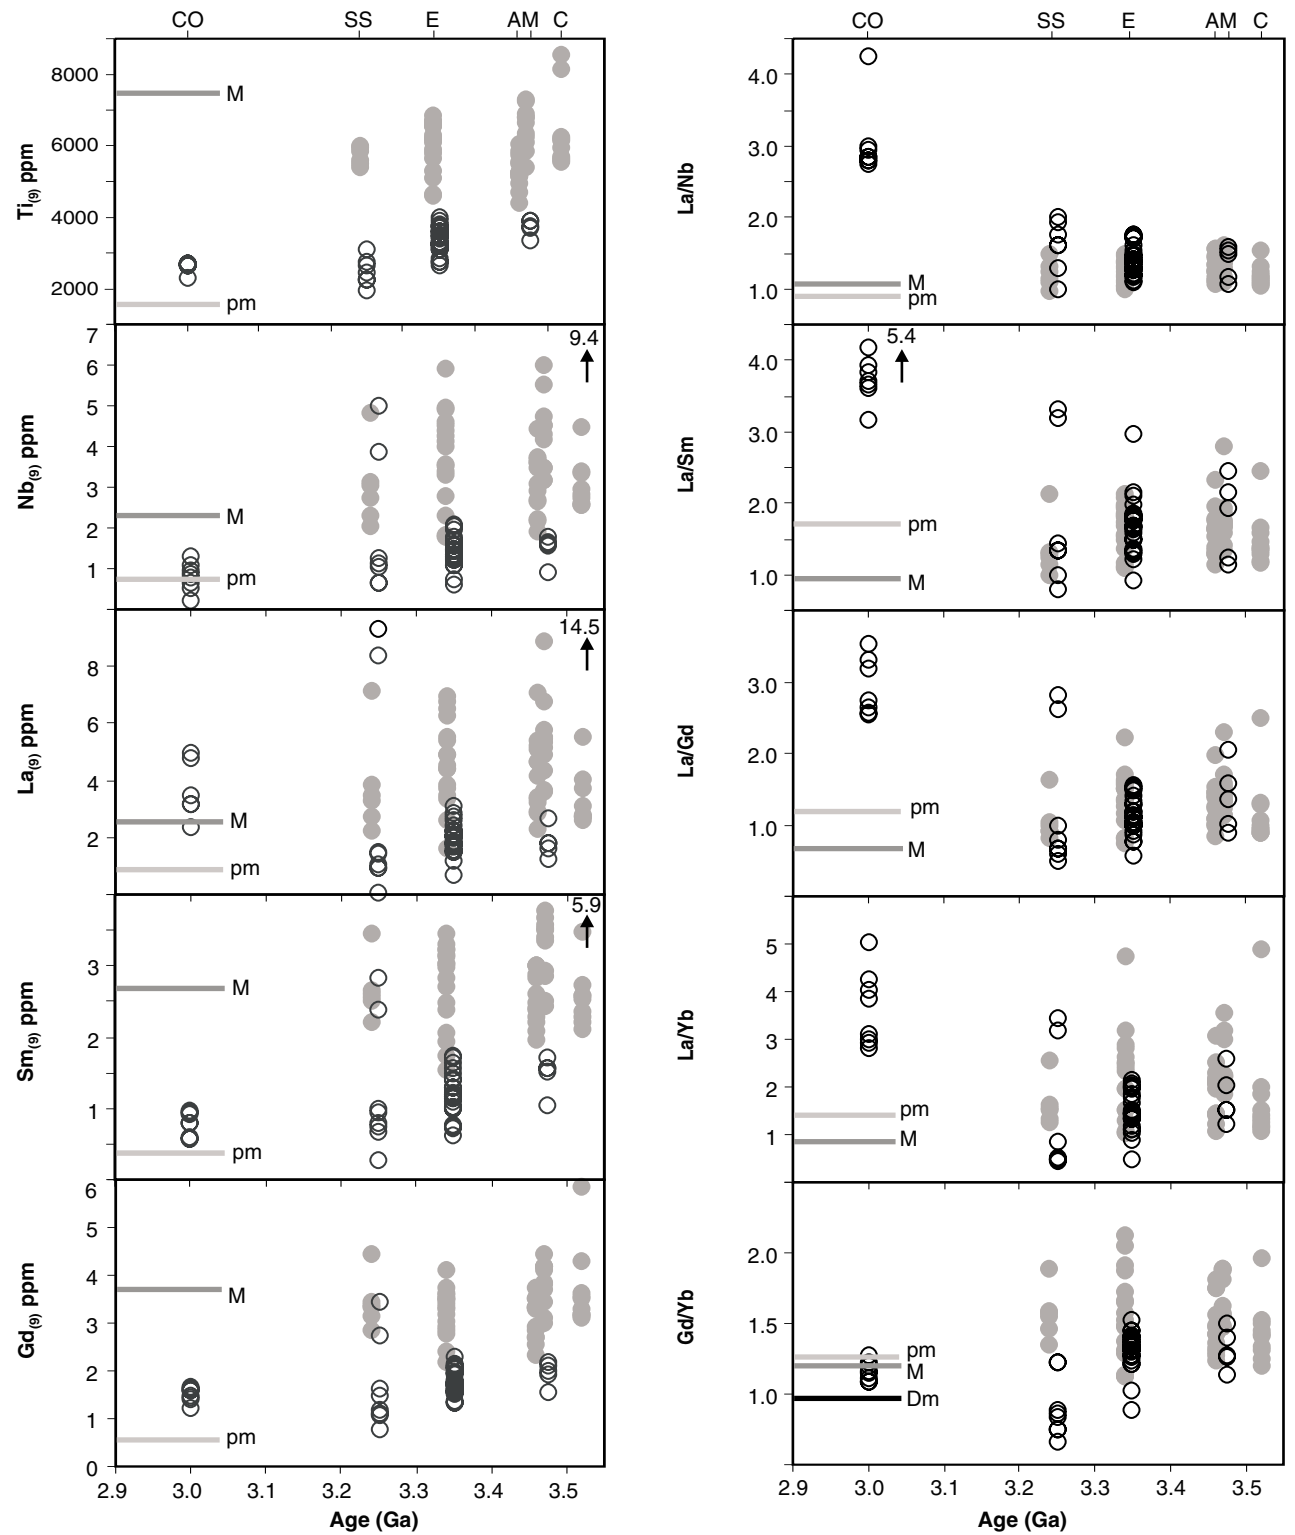 CO SS E AM C
8000
6000
4000
2000
Ti(9) ppm
M
pm
7
6
5
4
3
2
1
Nb(9) ppm
9.4
M
pm
8
6
4
2
La(9) ppm
14.5
M
pm
3
2
1
Sm(9) ppm
5.9
M
pm
6
5
4
3
2
1
0
Gd(9) ppm
M
pm
2.9 3.0 3.1 3.2 3.3 3.4 3.5
Age (Ga)
CO SS E AM C
4.0
3.0
2.0
1.0
La/Nb
M
pm
4.0
3.0
2.0
1.0
La/Sm
5.4
pm
M
3.0
2.0
1.0
La/Gd
pm
M
5
4
3
2
1
La/Yb
pm
M
2.0
1.5
1.0
Gd/Yb
pm
M
Dm
2.9 3.0 3.1 3.2 3.3 3.4 3.5
Age (Ga)